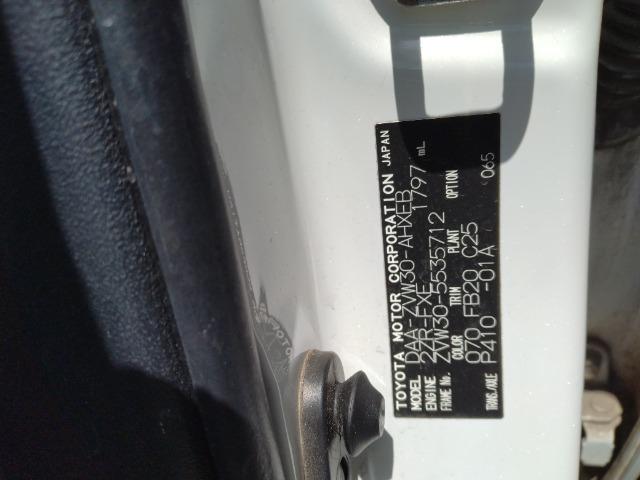 TOYOTA MOTOR CORPORATION JAPAN
MODEL DAA-ZVW30-AHXEB
ENGINE 2ZR-FXE 1797 mL
FRAME No. ZVW30-5535712
COLOR TRIM PLANT OPTION
070 FB20 C25 065
TRANS./AXLE P410 -01A